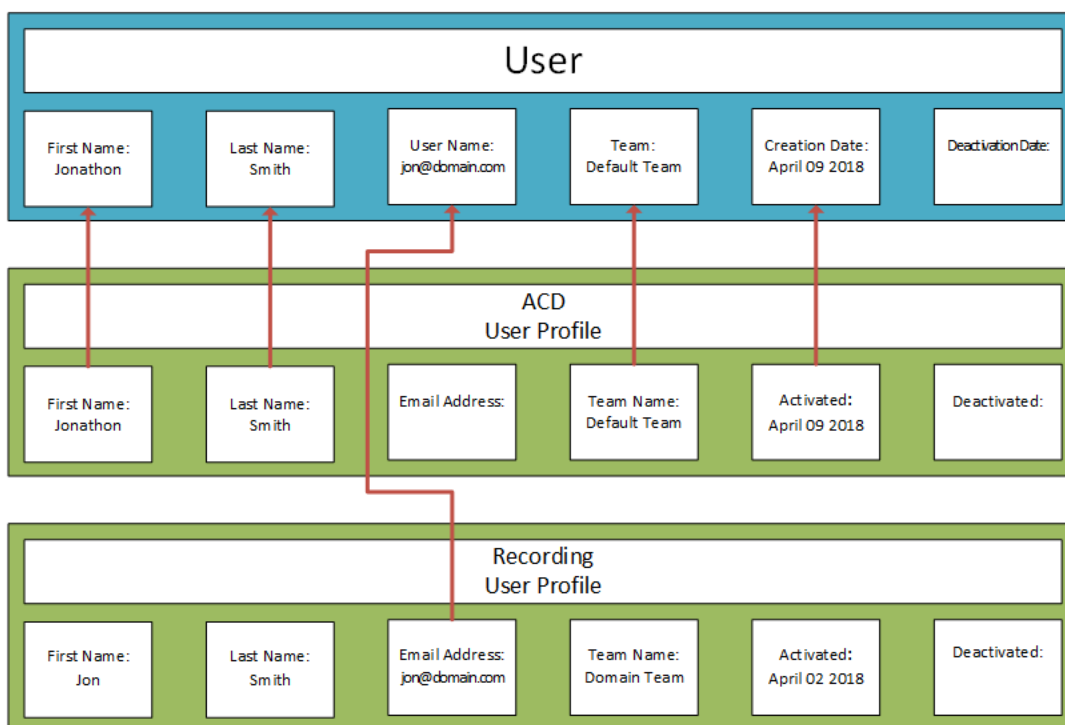 User
First Name:
Jonathon
Last Name:
Smith
User Name:
jon@domain.com
Team:
Default Team
Creation Date:
April 09 2018
Deactivation Date:
ACD
User Profile
First Name:
Jonathon
Last Name:
Smith
Email Address:
Team Name:
Default Team
Activated:
April 09 2018
Deactivated:
Recording
User Profile
First Name:
Jon
Last Name:
Smith
Email Address:
jon@domain.com
Team Name:
Domain Team
Activated:
April 02 2018
Deactivated: